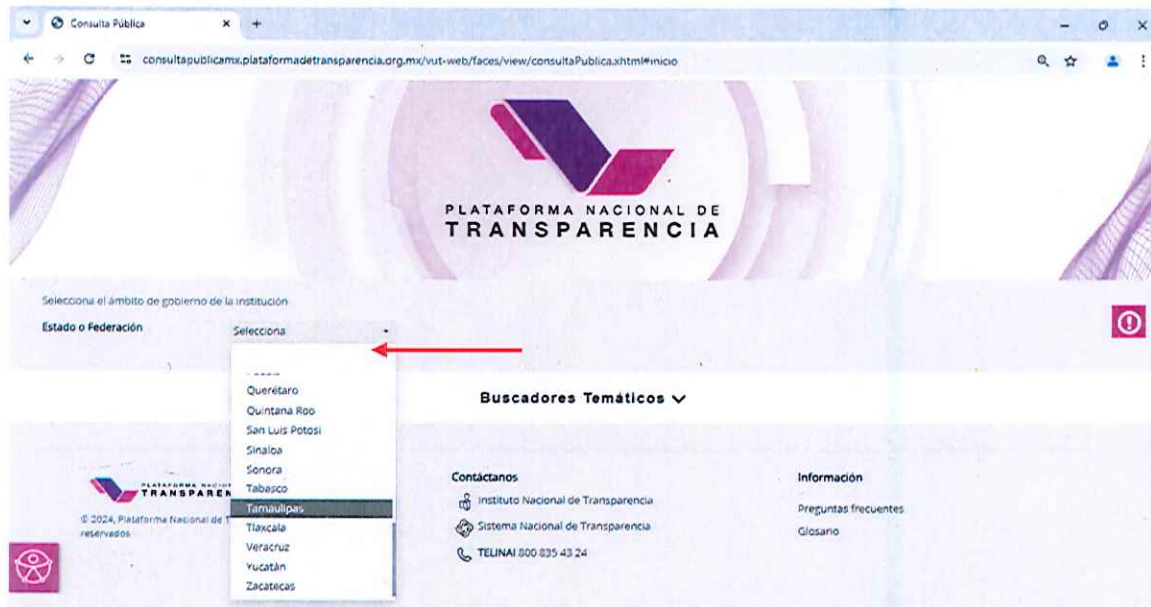 Consulta Pública
consultapublicamx.plataformadetransparencia.org.mx/vut-web/faces/view/consultaPublica.xhtml#inicio
PLATAFORMA NACIONAL DE
TRANSPARENCIA
Selecciona el ámbito de gobierno de la institución
Estado o Federación
Selecciona
Querétaro
Quintana Roo
San Luis Potosí
Sinaloa
Sonora
Tabasco
Tamaulipas
Tlaxcala
Veracruz
Yucatán
Zacatecas
Buscadores Temáticos
PLATAFORMA NACION
TRANSPAREN
© 2024, Plataforma Nacional de T
reservados
Contáctanos
Instituto Nacional de Transparencia
Sistema Nacional de Transparencia
TELINAI 800 835 43 24
Información
Preguntas frecuentes
Glosario